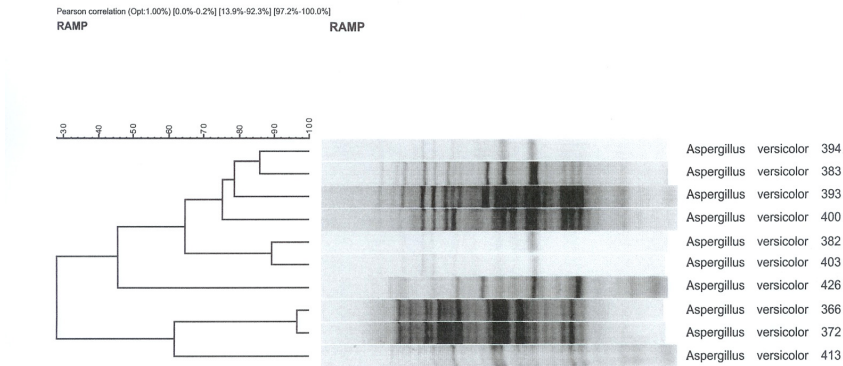 Pearson correlation (Opt:1.00%) [0.0%-0.2%] [13.9%-92.3%] [97.2%-100.0%]
RAMP RAMP
30 40 50 60 70 80 90 100
Aspergillus versicolor 394
Aspergillus versicolor 383
Aspergillus versicolor 393
Aspergillus versicolor 400
Aspergillus versicolor 382
Aspergillus versicolor 403
Aspergillus versicolor 426
Aspergillus versicolor 366
Aspergillus versicolor 372
Aspergillus versicolor 413